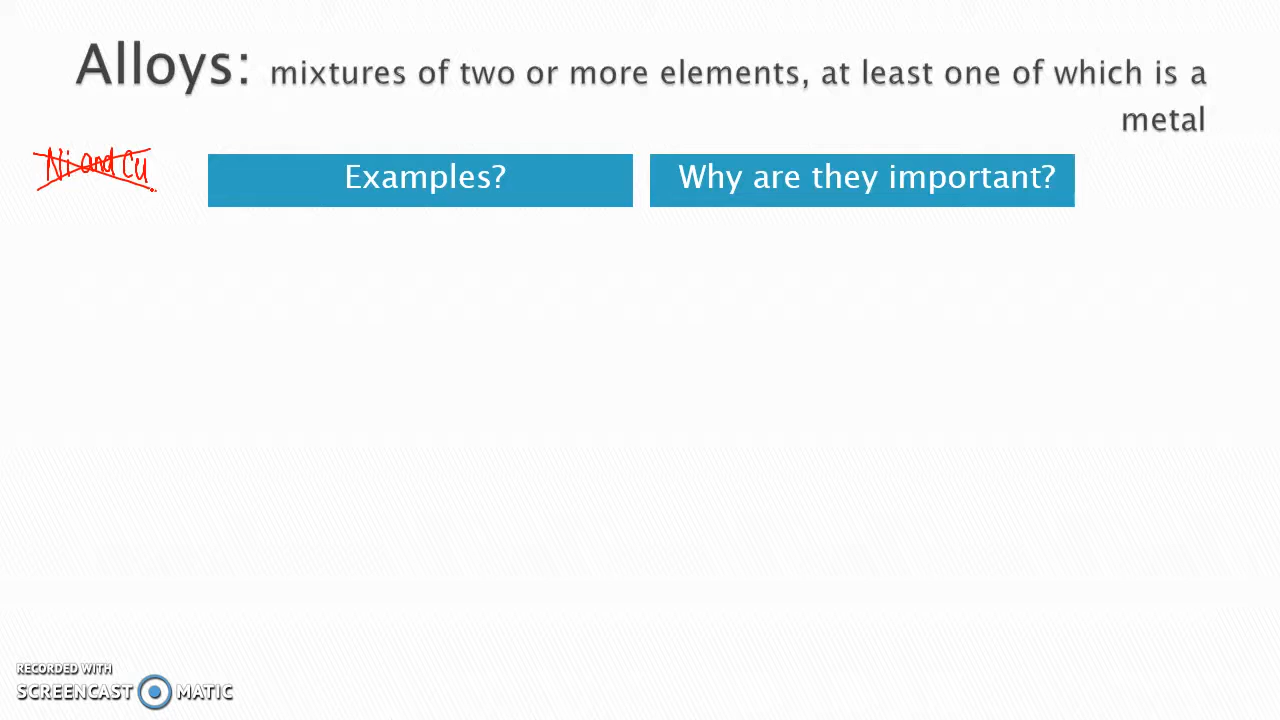 Alloys: mixtures of two or more elements, at least one of which is a
metal
Ni and Cu
Examples?
Why are they important?
RECORDED WITH
SCREENCAST MATIC